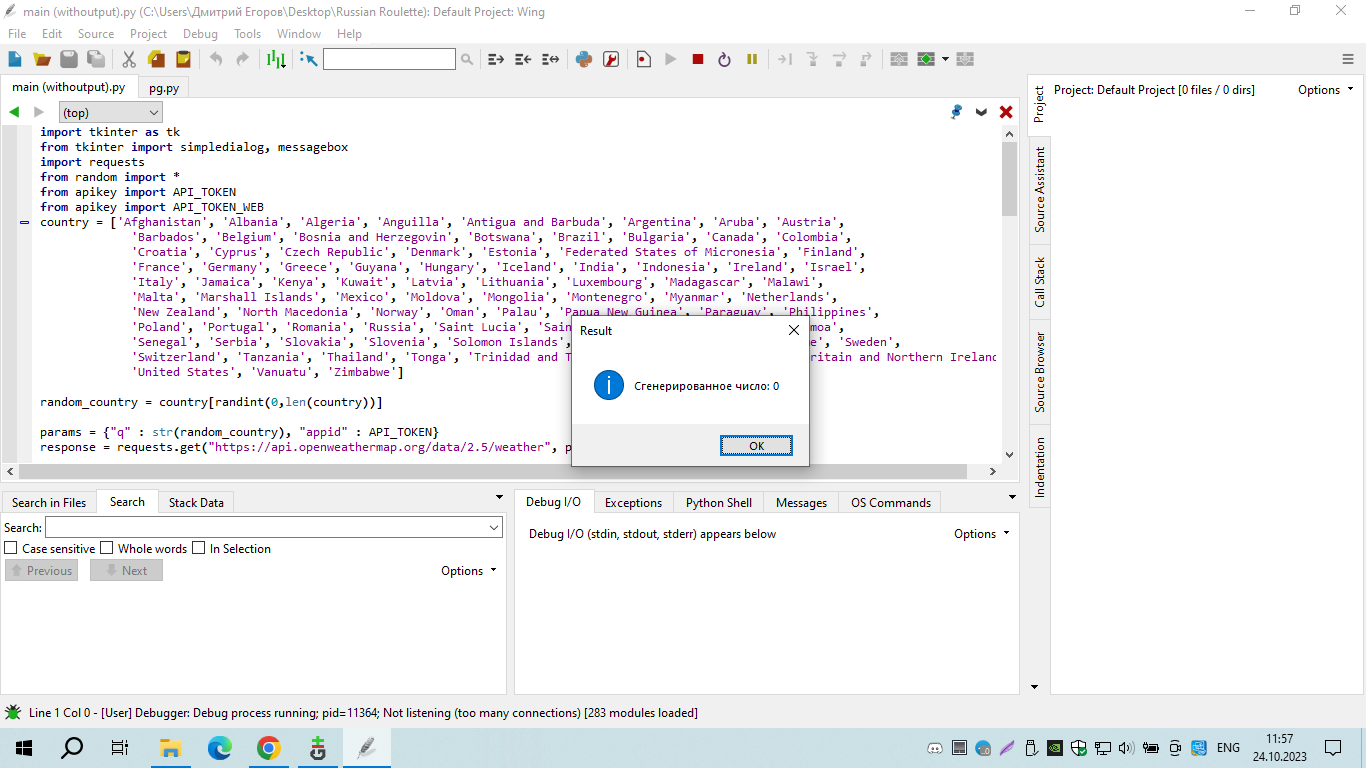 main (withoutput).py (C:\Users\Дмитрий Егоров\Desktop\Russian Roulette): Default Project: Wing
File Edit Source Project Debug Tools Window Help
main (withoutput).py pg.py
(top)
import tkinter as tk
from tkinter import simpledialog, messagebox
import requests
from random import *
from apikey import API_TOKEN
from apikey import API_TOKEN_WEB
country = ['Afghanistan', 'Albania', 'Algeria', 'Anguilla', 'Antigua and Barbuda', 'Argentina', 'Aruba', 'Austria',
'Barbados', 'Belgium', 'Bosnia and Herzegovin', 'Botswana', 'Brazil', 'Bulgaria', 'Canada', 'Colombia',
'Croatia', 'Cyprus', 'Czech Republic', 'Denmark', 'Estonia', 'Federated States of Micronesia', 'Finland',
'France', 'Germany', 'Greece', 'Guyana', 'Hungary', 'Iceland', 'India', 'Indonesia', 'Ireland', 'Israel',
'Italy', 'Jamaica', 'Kenya', 'Kuwait', 'Latvia', 'Lithuania', 'Luxembourg', 'Madagascar', 'Malawi',
'Malta', 'Marshall Islands', 'Mexico', 'Moldova', 'Mongolia', 'Montenegro', 'Myanmar', 'Netherlands',
'New Zealand', 'North Macedonia', 'Norway', 'Oman', 'Palau', 'Papua New Guinea', 'Paraguay', 'Philippines',
'Poland', 'Portugal', 'Romania', 'Russia', 'Saint Lucia', 'Sain moa',
'Senegal', 'Serbia', 'Slovakia', 'Slovenia', 'Solomon Islands', e', 'Sweden',
'Switzerland', 'Tanzania', 'Thailand', 'Tonga', 'Trinidad and T ritain and Northern Ireland
'United States', 'Vanuatu', 'Zimbabwe']
random_country = country[randint(0,len(country))]
params = {"q" : str(random_country), "appid" : API_TOKEN}
response = requests.get("https://api.openweathermap.org/data/2.5/weather", p
Result
Сгенерированное число: 0
OK
Project: Default Project [0 files / 0 dirs] Options
Project
Source Assistant
Call Stack
Source Browser
Indentation
Search in Files Search Stack Data
Search:
Case sensitive Whole words In Selection
Previous Next Options
Debug I/O Exceptions Python Shell Messages OS Commands
Debug I/O (stdin, stdout, stderr) appears below Options
Line 1 Col 0 - [User] Debugger: Debug process running; pid=11364; Not listening (too many connections) [283 modules loaded]
ENG
11:57
24.10.2023